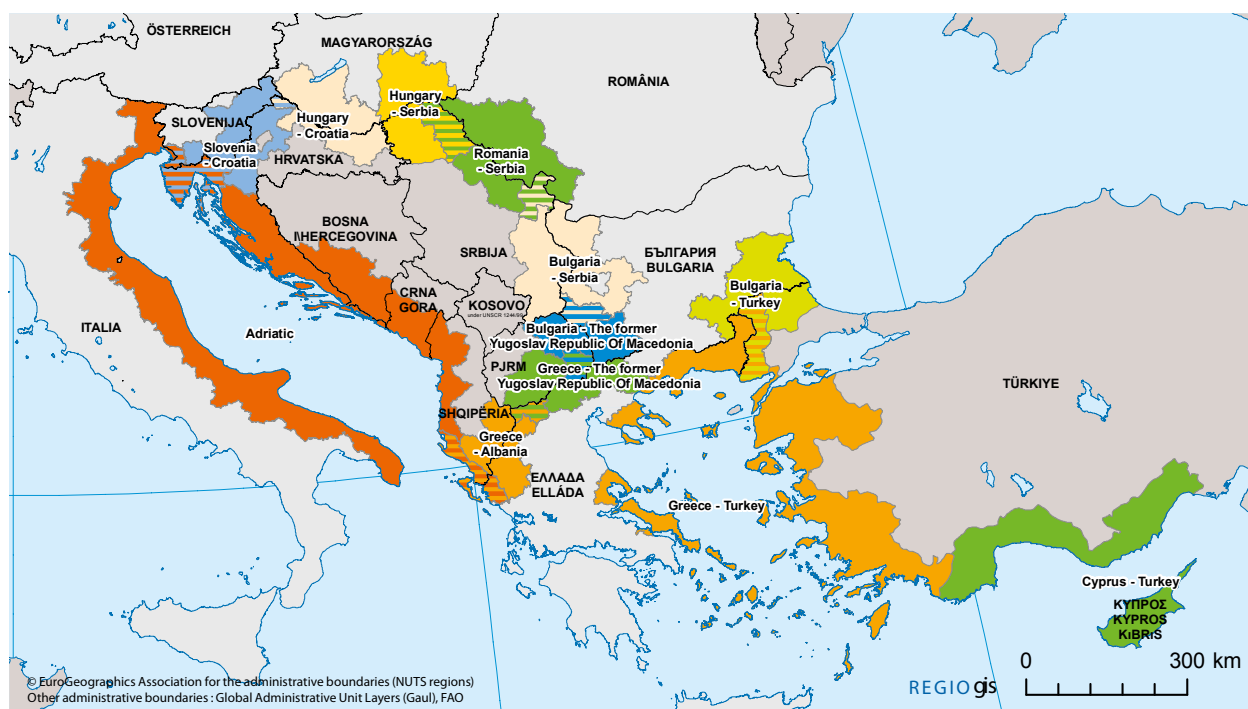 ÖSTERREICH
MAGYARORSZÁG
ROMÂNIA
SLOVENIJA
Hungary
- Serbia
Hungary
- Croatia
Slovenia
- Croatia
HRVATSKA
Romania
- Serbia
BOSNA
I HERCEGOVINA
SRBIJA
БЪЛГАРИЯ
BULGARIA
Bulgaria
- Serbia
Bulgaria
- Turkey
CRNA
GORA
KOSOVO
under UNSCR 1244/99
ITALIA
Adriatic
Bulgaria - The former
Yugoslav Republic Of Macedonia
PJRM
Greece - The former
Yugoslav Republic Of Macedonia
TÜRKIYE
SHQIPËRIA
Greece
- Albania
ΕΛΛΑΔΑ
ELLÁDA
Greece - Turkey
Cyprus - Turkey
ΚΥΠΡΟΣ
KYPROS
KıBRıS
0 300 km
REGIOgis
© EuroGeographics Association for the administrative boundaries (NUTS regions)
Other administrative boundaries : Global Administrative Unit Layers (Gaul), FAO